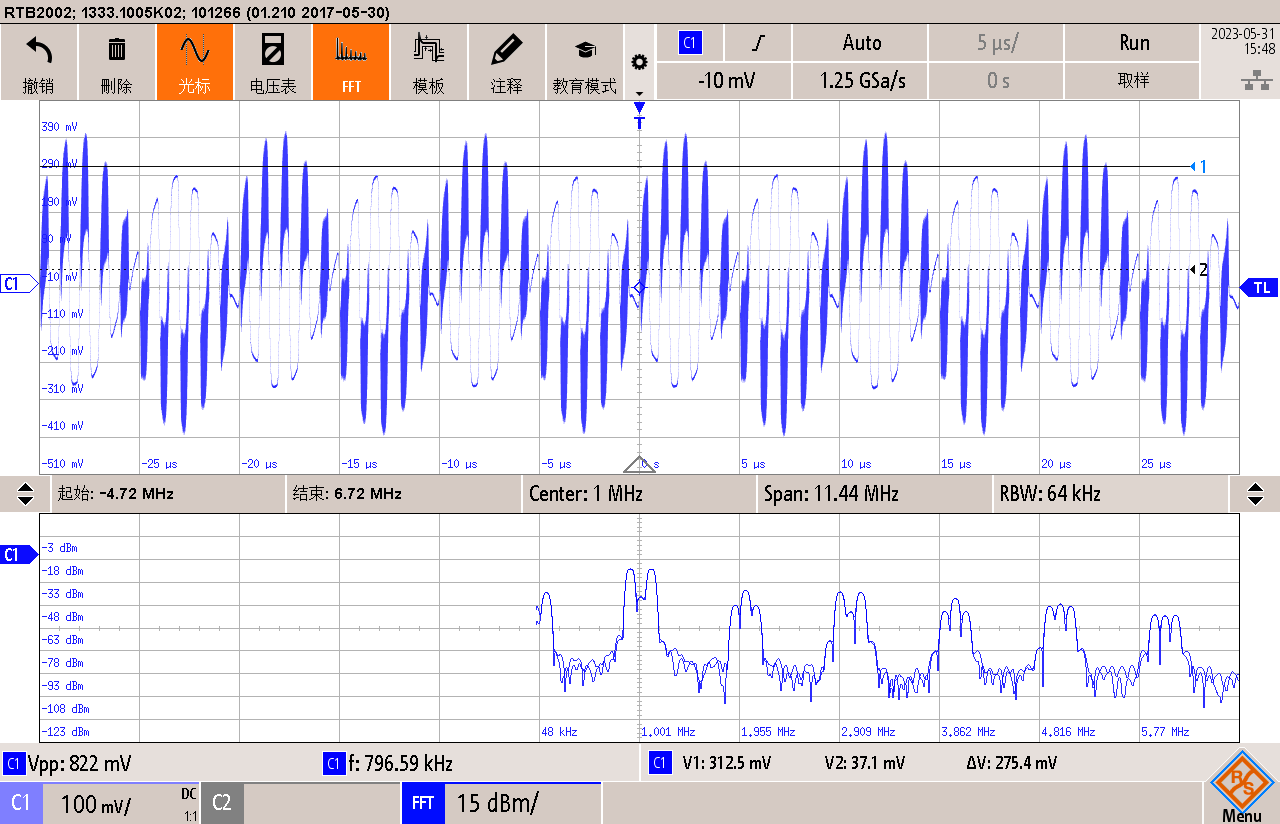 RTB2002; 1333.1005K02; 101266 (01.210 2017-05-30)
撤销 删除 光标 电压表 FFT 模板 注释 教育模式
C1 Auto 5 µs/ Run 2023-05-31
15:48
-10 mV 1.25 GSa/s 0 s 取样
T
390 mV
290 mV 1
190 mV
90 mV
2
-10 mV
C1 TL
-110 mV
-210 mV
-310 mV
-410 mV
-510 mV -25 µs -20 µs -15 µs -10 µs -5 µs 0 s 5 µs 10 µs 15 µs 20 µs 25 µs
起始: -4.72 MHz 结束: 6.72 MHz Center: 1 MHz Span: 11.44 MHz RBW: 64 kHz
-3 dBm
C1
-18 dBm
-33 dBm
-48 dBm
-63 dBm
-78 dBm
-93 dBm
-108 dBm
-123 dBm 48 kHz 1,001 MHz 1,955 MHz 2,909 MHz 3,862 MHz 4,816 MHz 5,77 MHz
C1 Vpp: 822 mV C1 f: 796.59 kHz C1 V1: 312.5 mV V2: 37.1 mV ΔV: 275.4 mV
C1 100 mV/ DC
1:1
C2 FFT 15 dBm/
R S
Menu